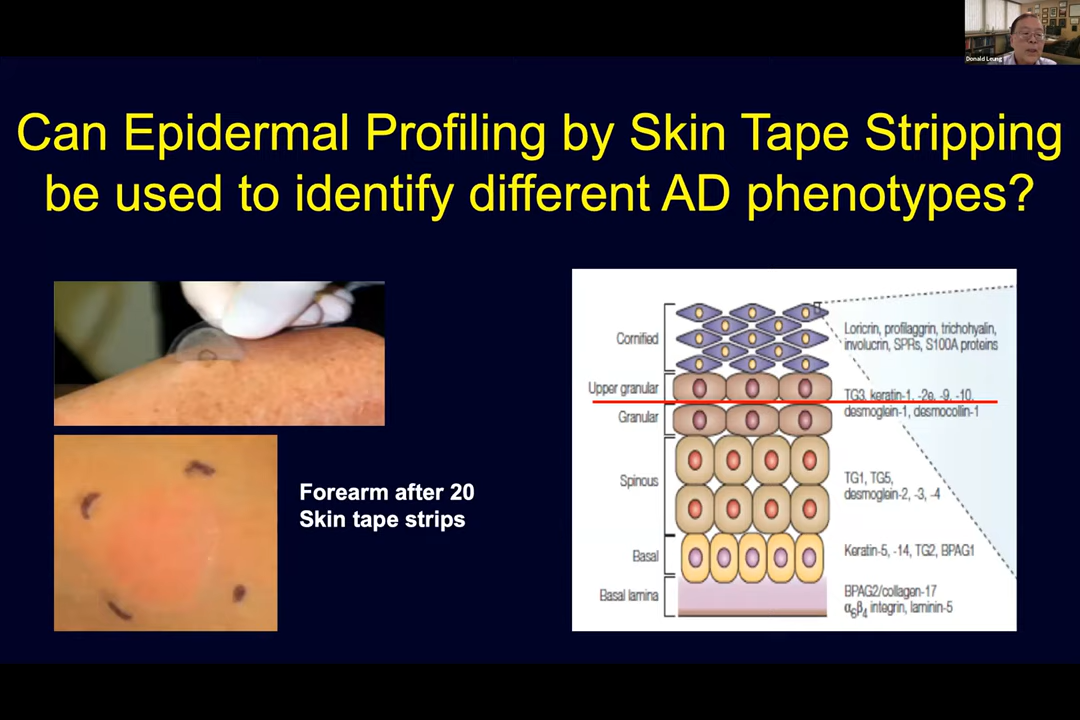 Donald Leung
Can Epidermal Profiling by Skin Tape Stripping
be used to identify different AD phenotypes?
Forearm after 20
Skin tape strips
Cornified
Loricrin, profilaggrin, trichohyalin,
involucrin, SPRs, S100A proteins
Upper granular
TG3, keratin-1, -2e, -9, -10,
Granular
desmoglein-1, desmocollin-1
Spinous
TG1, TG5,
desmoglein-2, -3, -4
Basal
Keratin-5, -14, TG2, BPAG1
Basal lamina
BPAG2/collagen-17
α6β4 integrin, laminin-5